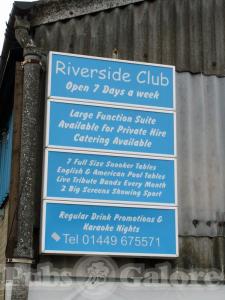 Riverside Club
Open 7 Days a week
Large Function Suite
Available for Private Hire
Catering Available
7 Full Size Snooker Tables
English & American Pool Tables
Live Tribute Bands Every Month
2 Big Screens Showing Sport
Regular Drink Promotions &
Karaoke Nights
Tel 01449 675571
Pubs Galore